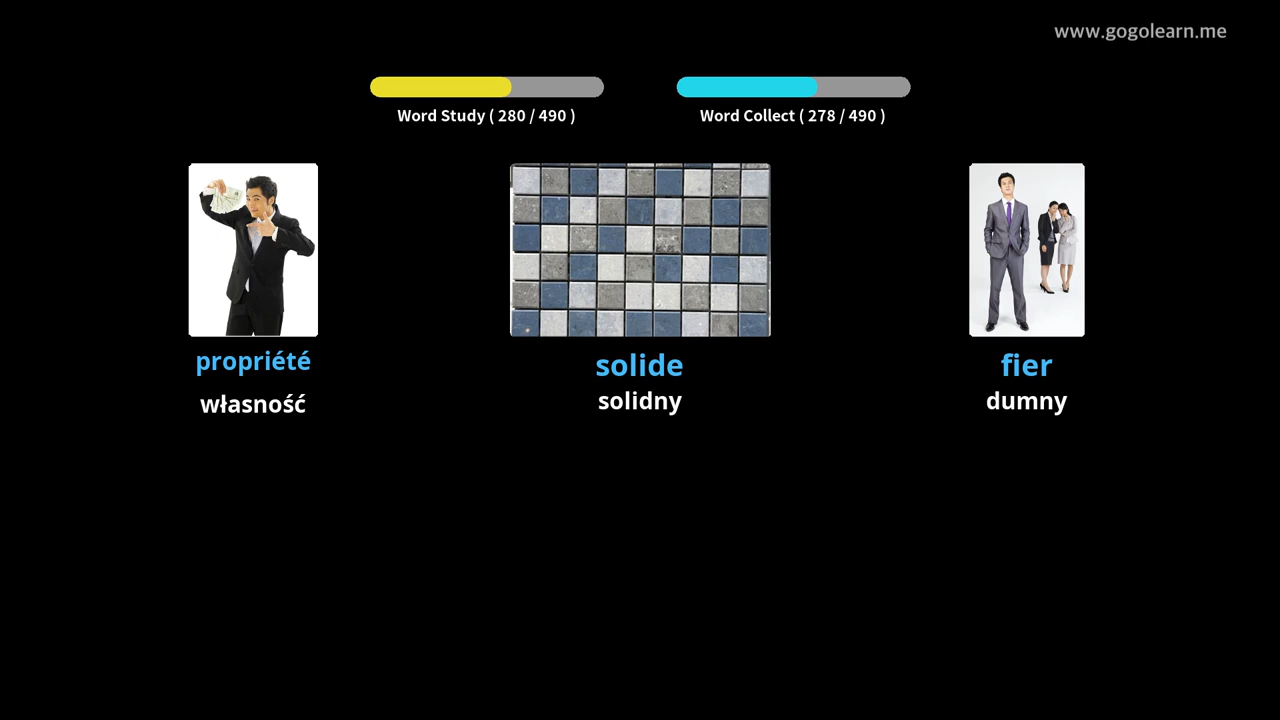 www.gogolearn.me
Word Study ( 280 / 490 )
Word Collect ( 278 / 490 )
propriété
własność
solide
solidny
fier
dumny